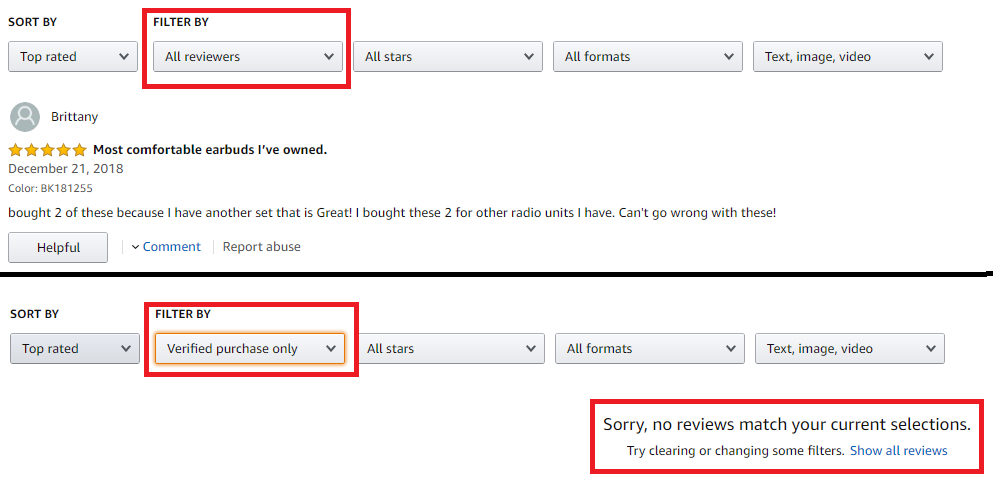 SORT BY FILTER BY
Top rated All reviewers All stars All formats Text, image, video
Brittany
Most comfortable earbuds I’ve owned.
December 21, 2018
Color: BK181255
bought 2 of these because I have another set that is Great! I bought these 2 for other radio units I have. Can't go wrong with these!
Helpful Comment Report abuse
SORT BY FILTER BY
Top rated Verified purchase only All stars All formats Text, image, video
Sorry, no reviews match your current selections.
Try clearing or changing some filters. Show all reviews